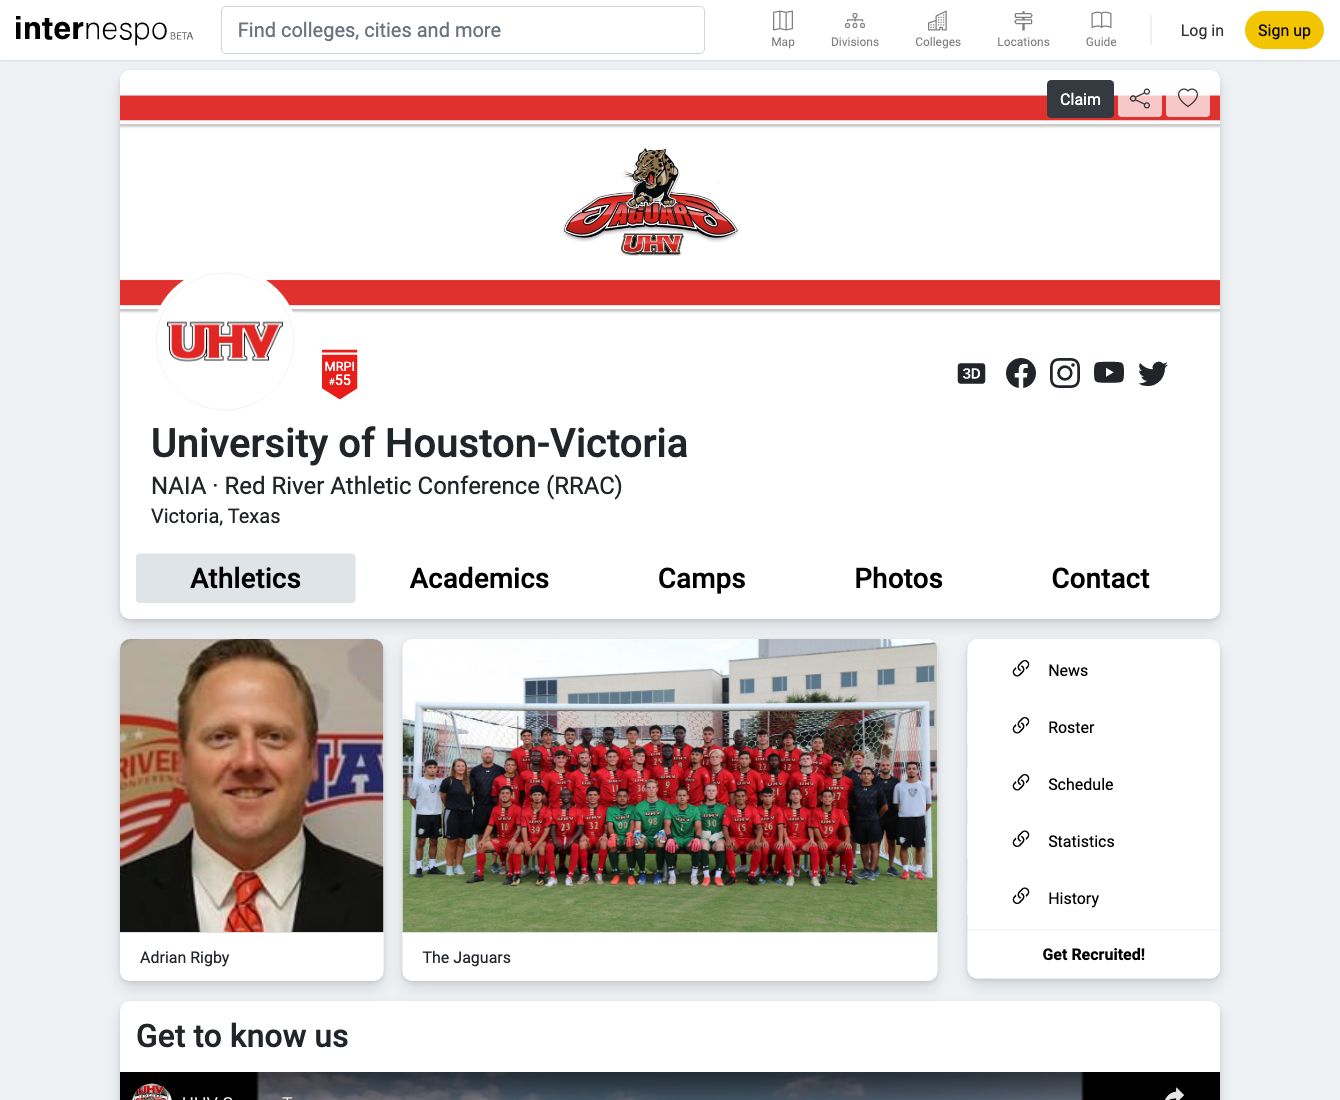 internespo BETA
Find colleges, cities and more
Map
Divisions
Colleges
Locations
Guide
Log in
Sign up
Claim
JAGUARS
UHV
UHV
MRPI
#55
3D
University of Houston-Victoria
NAIA · Red River Athletic Conference (RRAC)
Victoria, Texas
Athletics
Academics
Camps
Photos
Contact
News
Roster
Schedule
Statistics
History
Get Recruited!
Adrian Rigby
The Jaguars
Get to know us